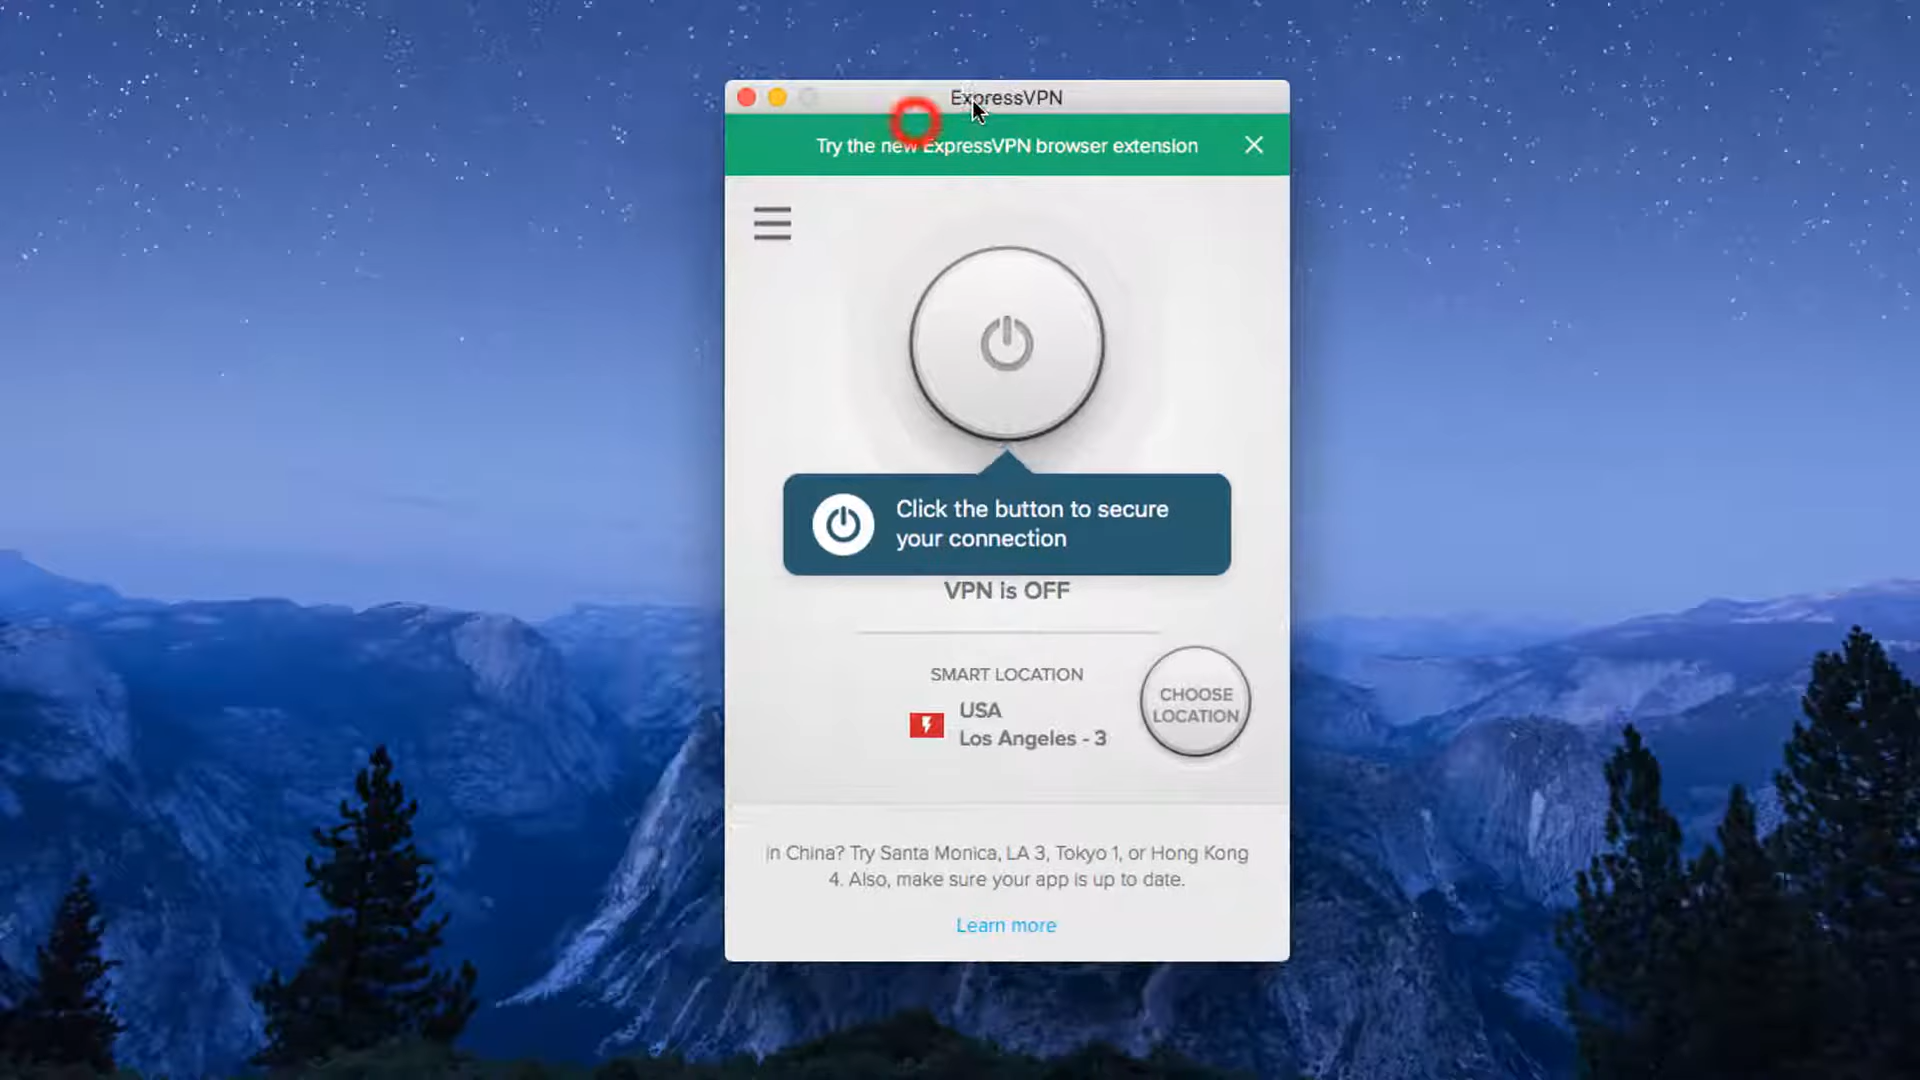 ExpressVPN
Try the new ExpressVPN browser extension
Click the button to secure
your connection
VPN is OFF
SMART LOCATION
USA
Los Angeles - 3
CHOOSE
LOCATION
In China? Try Santa Monica, LA 3, Tokyo 1, or Hong Kong
4. Also, make sure your app is up to date.
Learn more